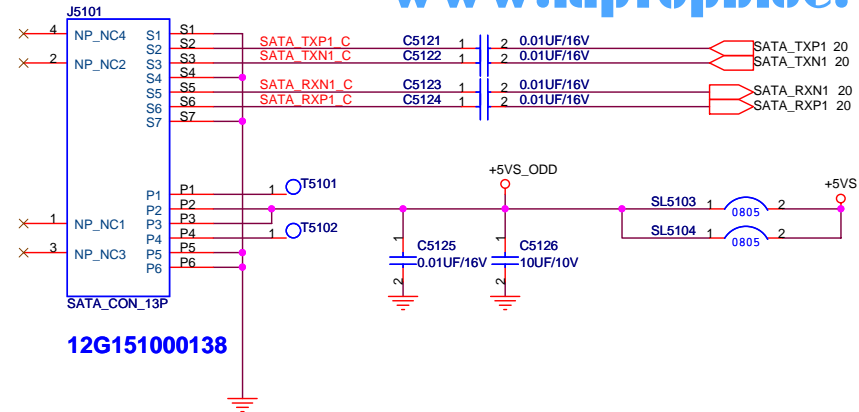 www.laptopblue.
J5101
4 NP_NC4 S1 S1
S2 S2 SATA_TXP1_C C5121 1 2 0.01UF/16V SATA_TXP1 20
2 NP_NC2 S3 S3 SATA_TXN1_C C5122 1 2 0.01UF/16V SATA_TXN1 20
S4 S4
S5 S5 SATA_RXN1_C C5123 1 2 0.01UF/16V SATA_RXN1 20
S6 S6 SATA_RXP1_C C5124 1 2 0.01UF/16V SATA_RXP1 20
S7 S7
+5VS_ODD
+5VS
P1 P1 1 T5101
P2 P2 SL5103 1 0805 2
1 NP_NC1 P3 P3
P4 P4 1 T5102 SL5104 1 0805 2
3 NP_NC3 P5 P5 1 C5125 1 C5126
P6 P6 2 0.01UF/16V 2 10UF/10V
SATA_CON_13P
12G151000138